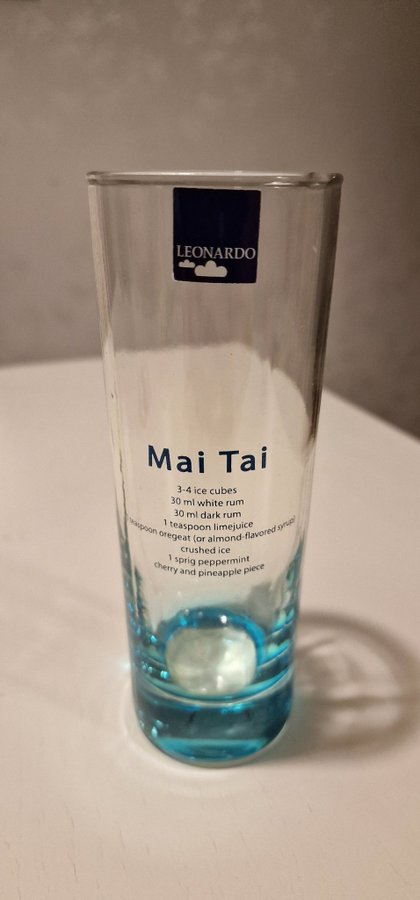 LEONARDO
Mai Tai
3-4 ice cubes
30 ml white rum
30 ml dark rum
1 teaspoon limejuice
teaspoon oregeat (or almond-flavored syrup)
crushed ice
1 sprig peppermint
cherry and pineapple piece